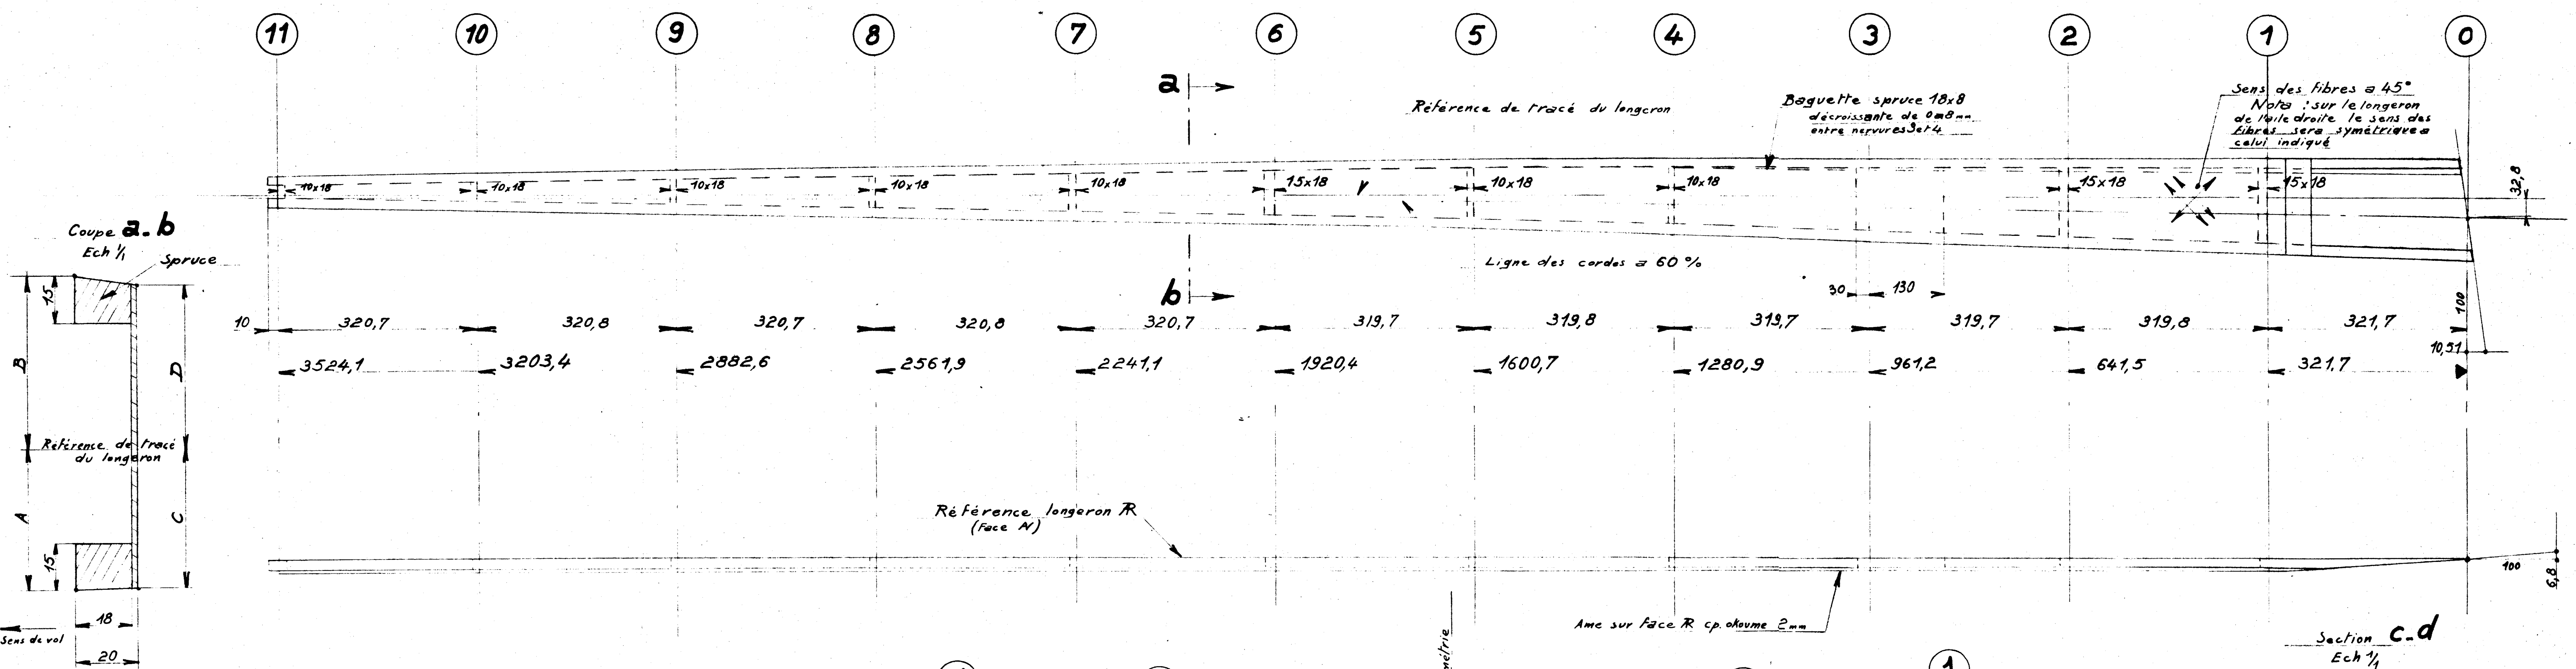 11 10 9 8 7 6 5 4 3 2 1 0
a
Référence de tracé du longeron
Baguette spruce 18x8
décroissante de 0 à 8 mm
entre nervures 3 et 4
Sens des fibres a 45°
Nota : sur le longeron
de l'aile droite le sens des
fibres sera symétrique a
celui indiqué
10x18 10x18 10x18 10x18 10x18 15x18 10x18 10x18 15x18 15x18
32,8
Coupe a-b
Ech 1/1
Spruce
Ligne des cordes a 60 %
b
30 130
100
10 320,7 320,8 320,7 320,8 320,7 319,7 319,8 319,7 319,7 319,8 321,7
10,51
3524,1 3203,4 2882,6 2561,9 2241,1 1920,4 1600,7 1280,9 961,2 641,5 321,7
15
B
D
Référence de tracé
du longeron
A
C
15
18
20
Sens de vol
Référence longeron AR
(Face AV)
100
6,8
Ame sur face AR cp. okoume 2mm
métrie
Section c-d
Ech 1/1
1